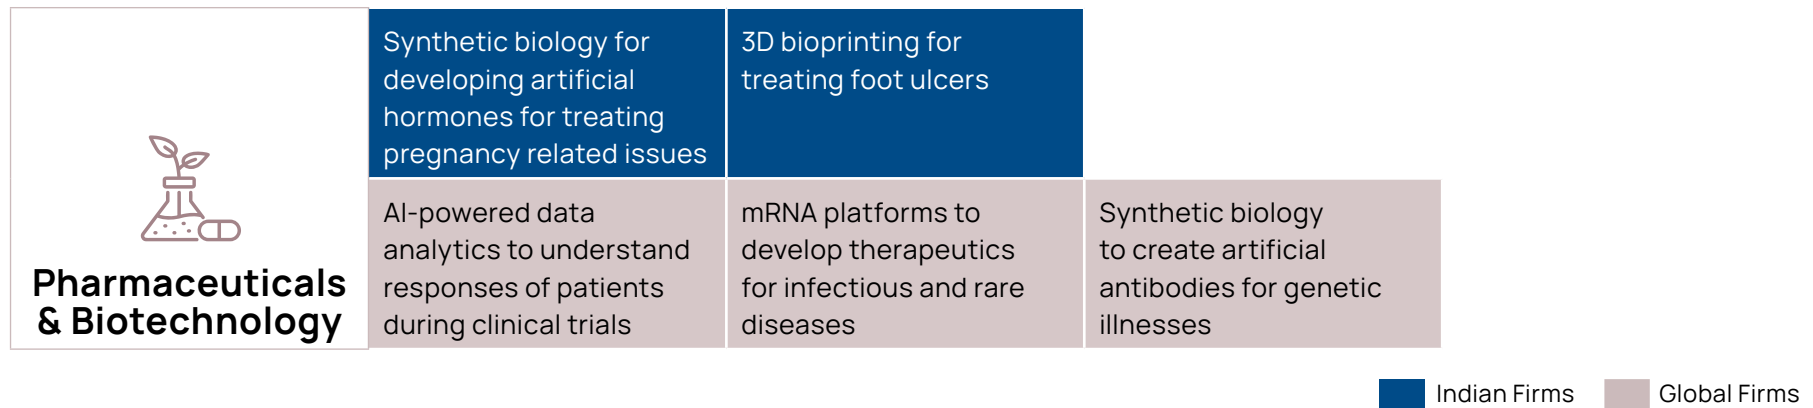 Pharmaceuticals
& Biotechnology
Synthetic biology for
developing artificial
hormones for treating
pregnancy related issues
3D bioprinting for
treating foot ulcers
AI-powered data
analytics to understand
responses of patients
during clinical trials
mRNA platforms to
develop therapeutics
for infectious and rare
diseases
Synthetic biology
to create artificial
antibodies for genetic
illnesses
Indian Firms
Global Firms